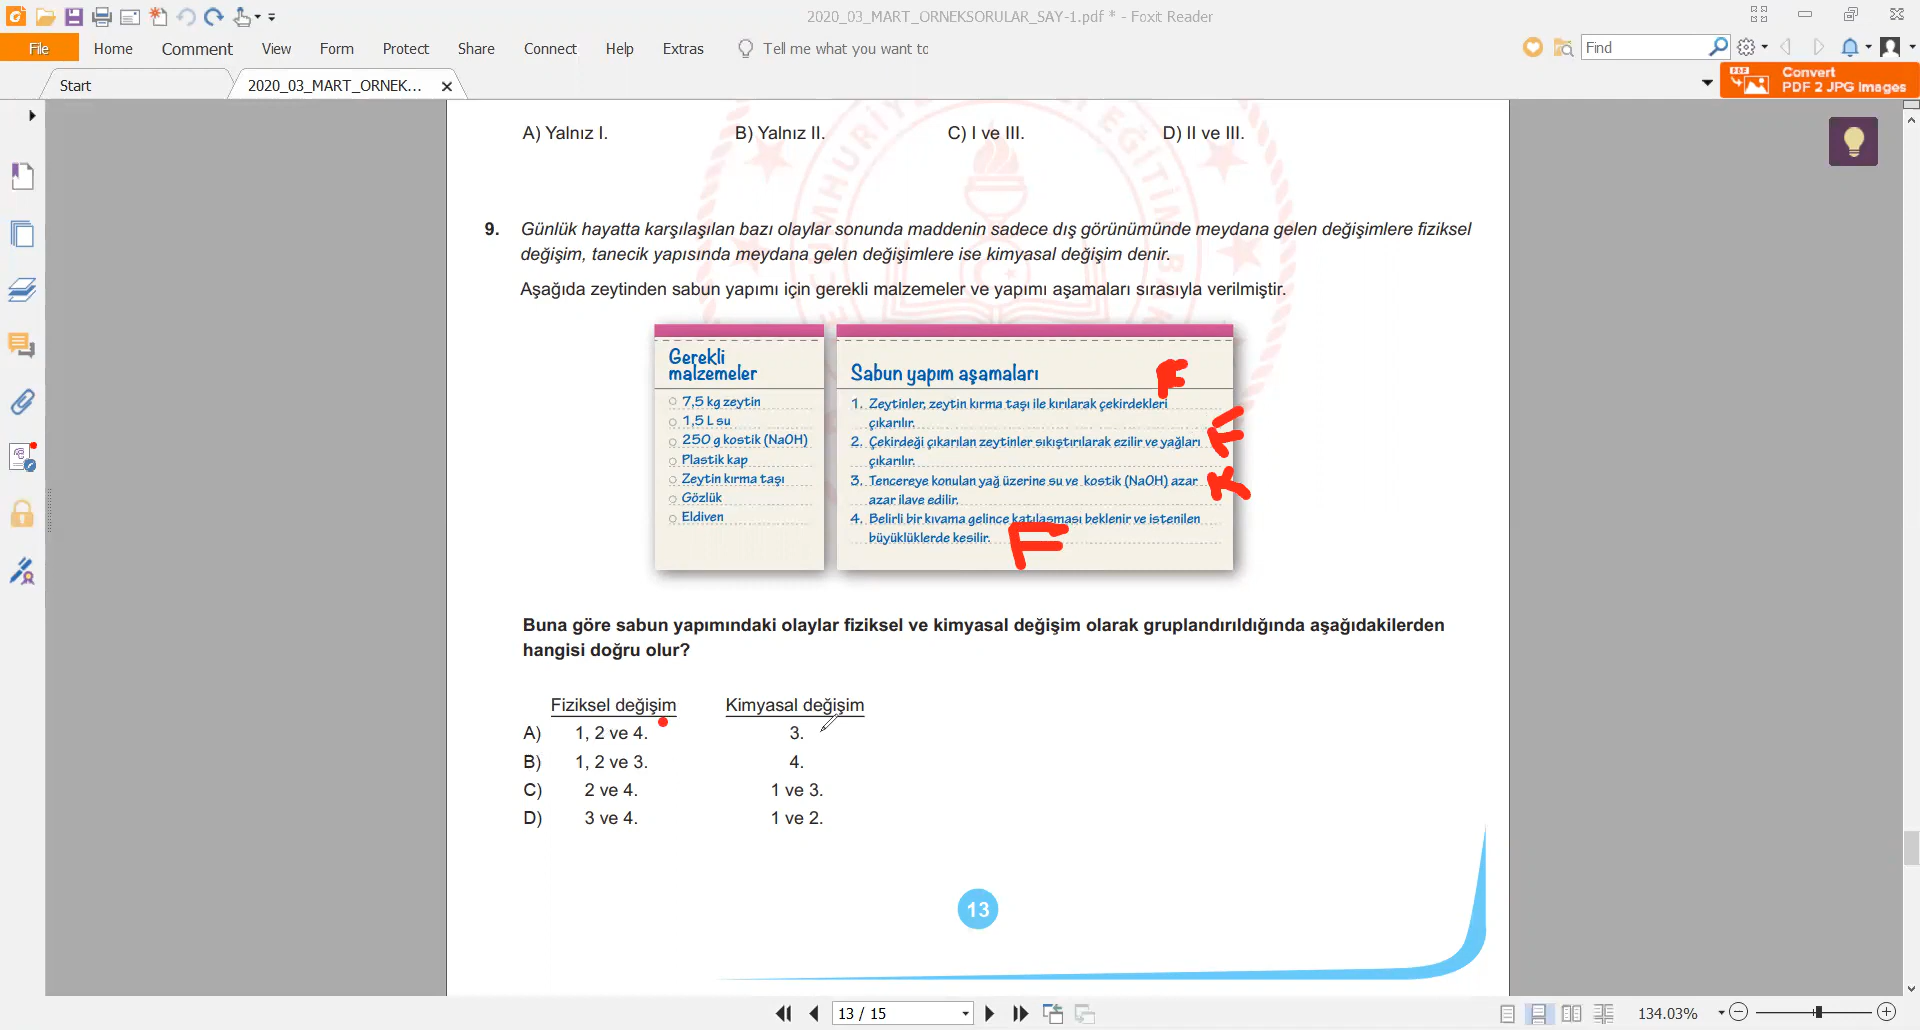 2020_03_MART_ORNEKSORULAR_SAY-1.pdf * - Foxit Reader
File Home Comment View Form Protect Share Connect Help Extras Tell me what you want to Find
Start 2020_03_MART_ORNEK...
Convert
PDF 2 JPG Images
A) Yalnız I. B) Yalnız II. C) I ve III. D) II ve III.
9. Günlük hayatta karşılaşılan bazı olaylar sonunda maddenin sadece dış görünümünde meydana gelen değişimlere fiziksel
değişim, tanecik yapısında meydana gelen değişimlere ise kimyasal değişim denir.
Aşağıda zeytinden sabun yapımı için gerekli malzemeler ve yapımı aşamaları sırasıyla verilmiştir.
Gerekli
malzemeler
7,5 kg zeytin
1,5 L su
250 g kostik (NaOH)
Plastik kap
Zeytin kırma taşı
Gözlük
Eldiven
Sabun yapım aşamaları
F
1. Zeytinler, zeytin kırma taşı ile kırılarak çekirdekleri
çıkarılır.
F
2. Çekirdeği çıkarılan zeytinler sıkıştırılarak ezilir ve yağları
çıkarılır.
K
3. Tencereye konulan yağ üzerine su ve kostik (NaOH) azar
azar ilave edilir.
4. Belirli bir kıvama gelince katılaşması beklenir ve istenilen
büyüklüklerde kesilir.
F
Buna göre sabun yapımındaki olaylar fiziksel ve kimyasal değişim olarak gruplandırıldığında aşağıdakilerden
hangisi doğru olur?
Fiziksel değişim Kimyasal değişim
A) 1, 2 ve 4. 3.
B) 1, 2 ve 3. 4.
C) 2 ve 4. 1 ve 3.
D) 3 ve 4. 1 ve 2.
13
13 / 15 134.03%